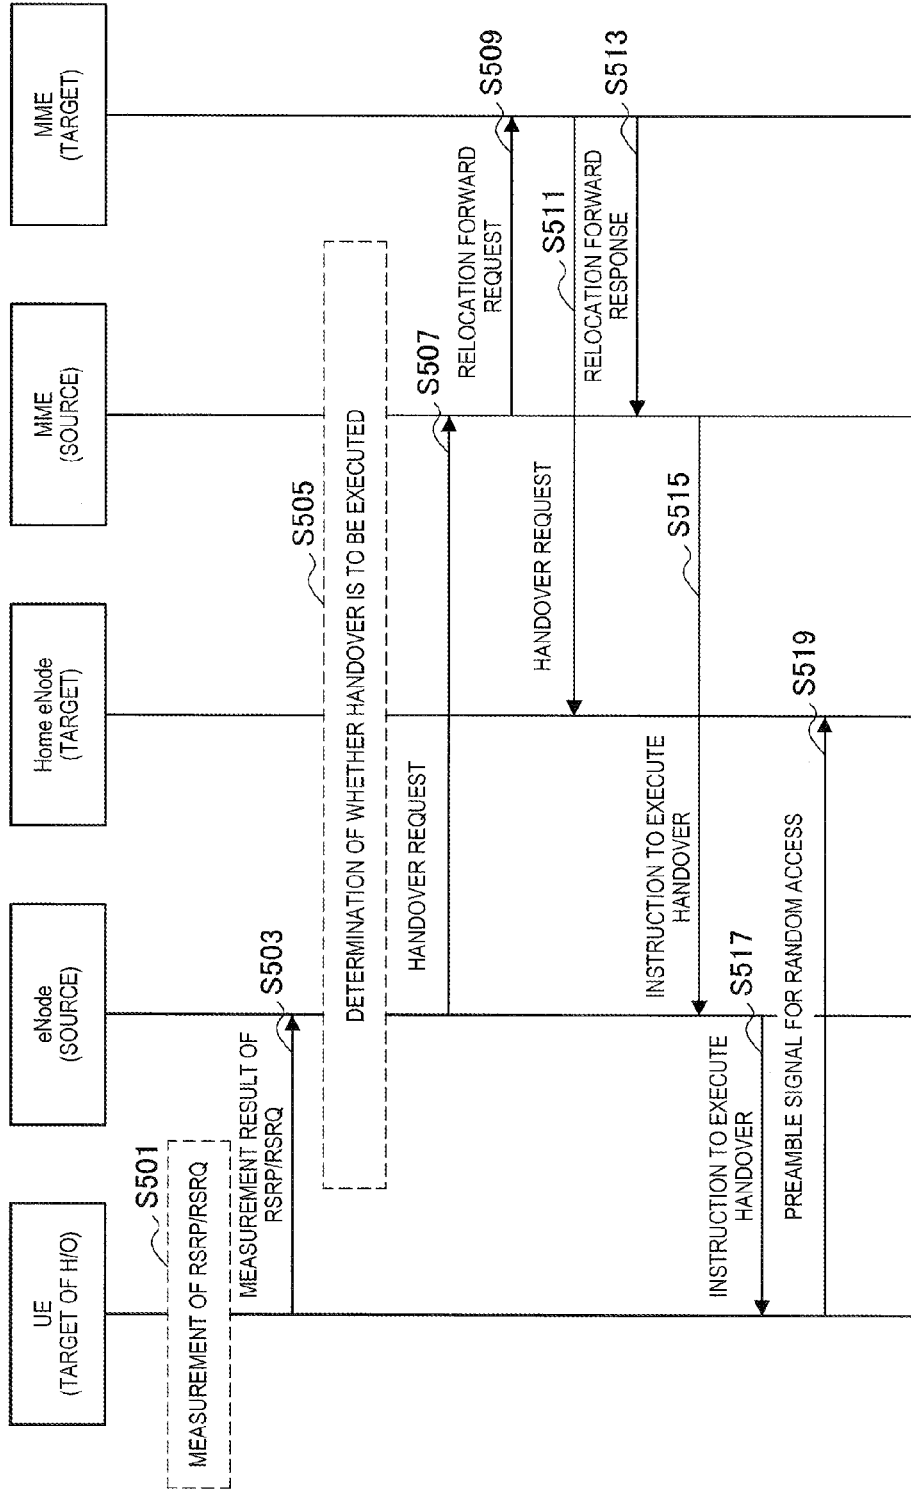 UE
(TARGET OF H/O)
eNode
(SOURCE)
Home eNode
(TARGET)
MME
(SOURCE)
MME
(TARGET)
S501
MEASUREMENT OF RSRP/RSRQ
MEASUREMENT RESULT OF
RSRP/RSRQ
S503
S505
DETERMINATION OF WHETHER HANDOVER IS TO BE EXECUTED
HANDOVER REQUEST
S507
RELOCATION FORWARD
REQUEST
S509
HANDOVER REQUEST
S511
RELOCATION FORWARD
RESPONSE
S513
INSTRUCTION TO EXECUTE
HANDOVER
S515
INSTRUCTION TO EXECUTE
HANDOVER
S517
PREAMBLE SIGNAL FOR RANDOM ACCESS
S519